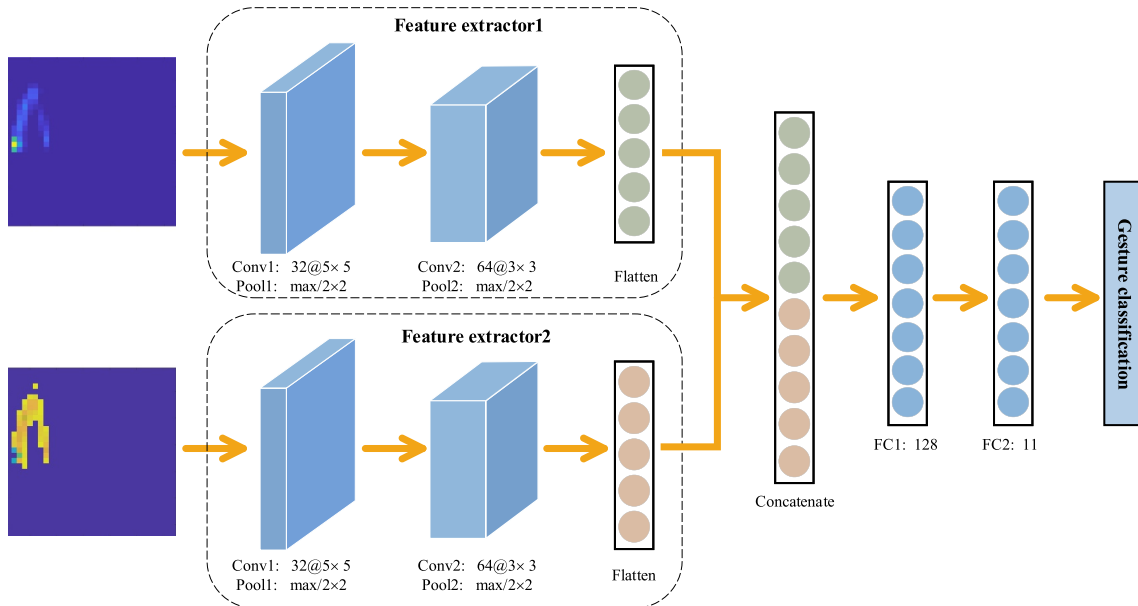 Feature extractor1
Conv1: 32@5× 5
Pool1: max/2×2
Conv2: 64@3× 3
Pool2: max/2×2
Flatten
Feature extractor2
Conv1: 32@5× 5
Pool1: max/2×2
Conv2: 64@3× 3
Pool2: max/2×2
Flatten
Concatenate
FC1: 128
FC2: 11
Gesture classification